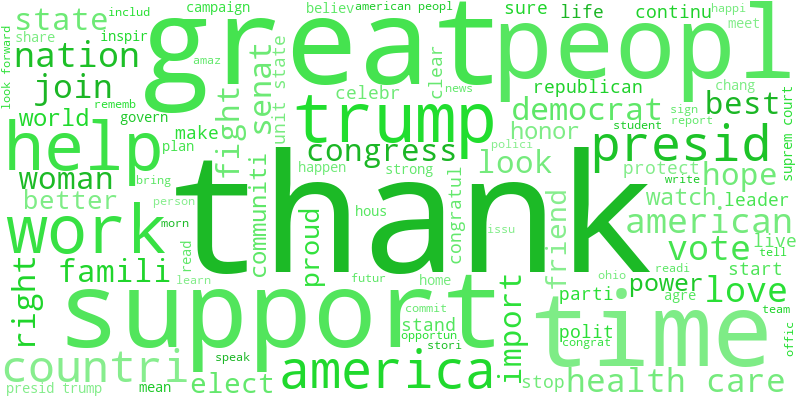 campaign
believ
american peopl
includ
sure
life
continu
happi
state
inspir
share
great
peopl
meet
nation
amaz
clear
chang
look forward
join
celebr
news
republican
best
rememb
senat
unit state
trump
democrat
sign
report
suprem court
world
govern
fight
make
honor
student
help
plan
congress
polici
presid
woman
bring
happen
strong
look
protect
write
hope
thank
better
person
communiti
proud
hous
congratul
friend
watch
leader
work
morn
issu
american
vote
live
tell
right
famili
read
learn
futur
home
import
ohio
readi
start
support
commit
parti
power
agre
love
time
team
opportun
stand
stori
polit
congrat
offic
countri
speak
america
presid trump
mean
elect
stop
health care